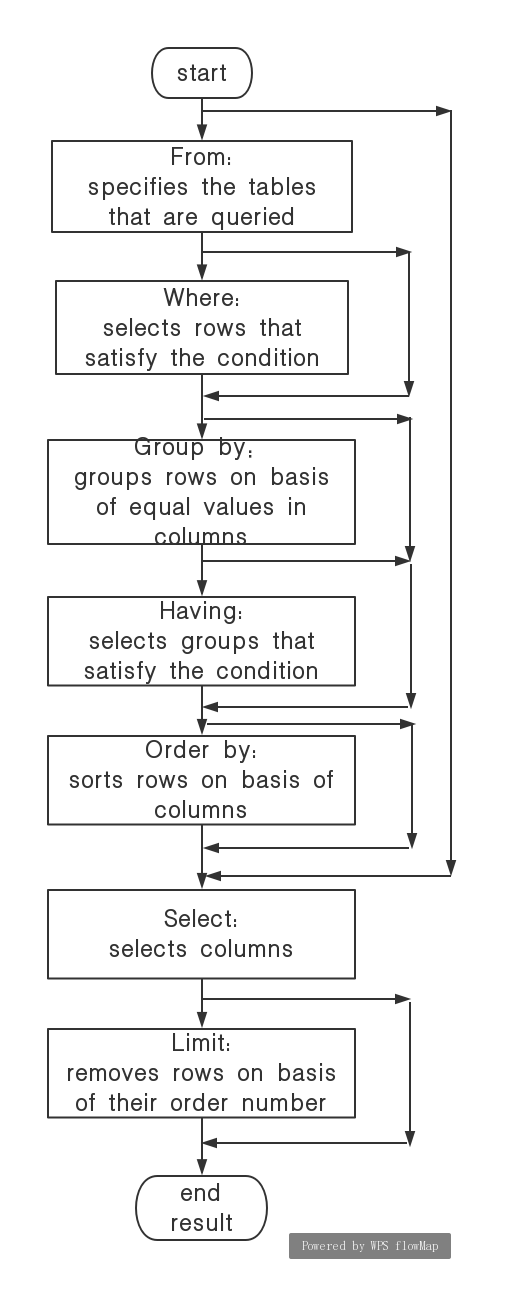 start
From:
specifies the tables
that are queried
Where:
selects rows that
satisfy the condition
Group by:
groups rows on basis
of equal values in
columns
Having:
selects groups that
satisfy the condition
Order by:
sorts rows on basis of
columns
Select:
selects columns
Limit:
removes rows on basis
of their order number
end
result
Powered by WPS flowMap